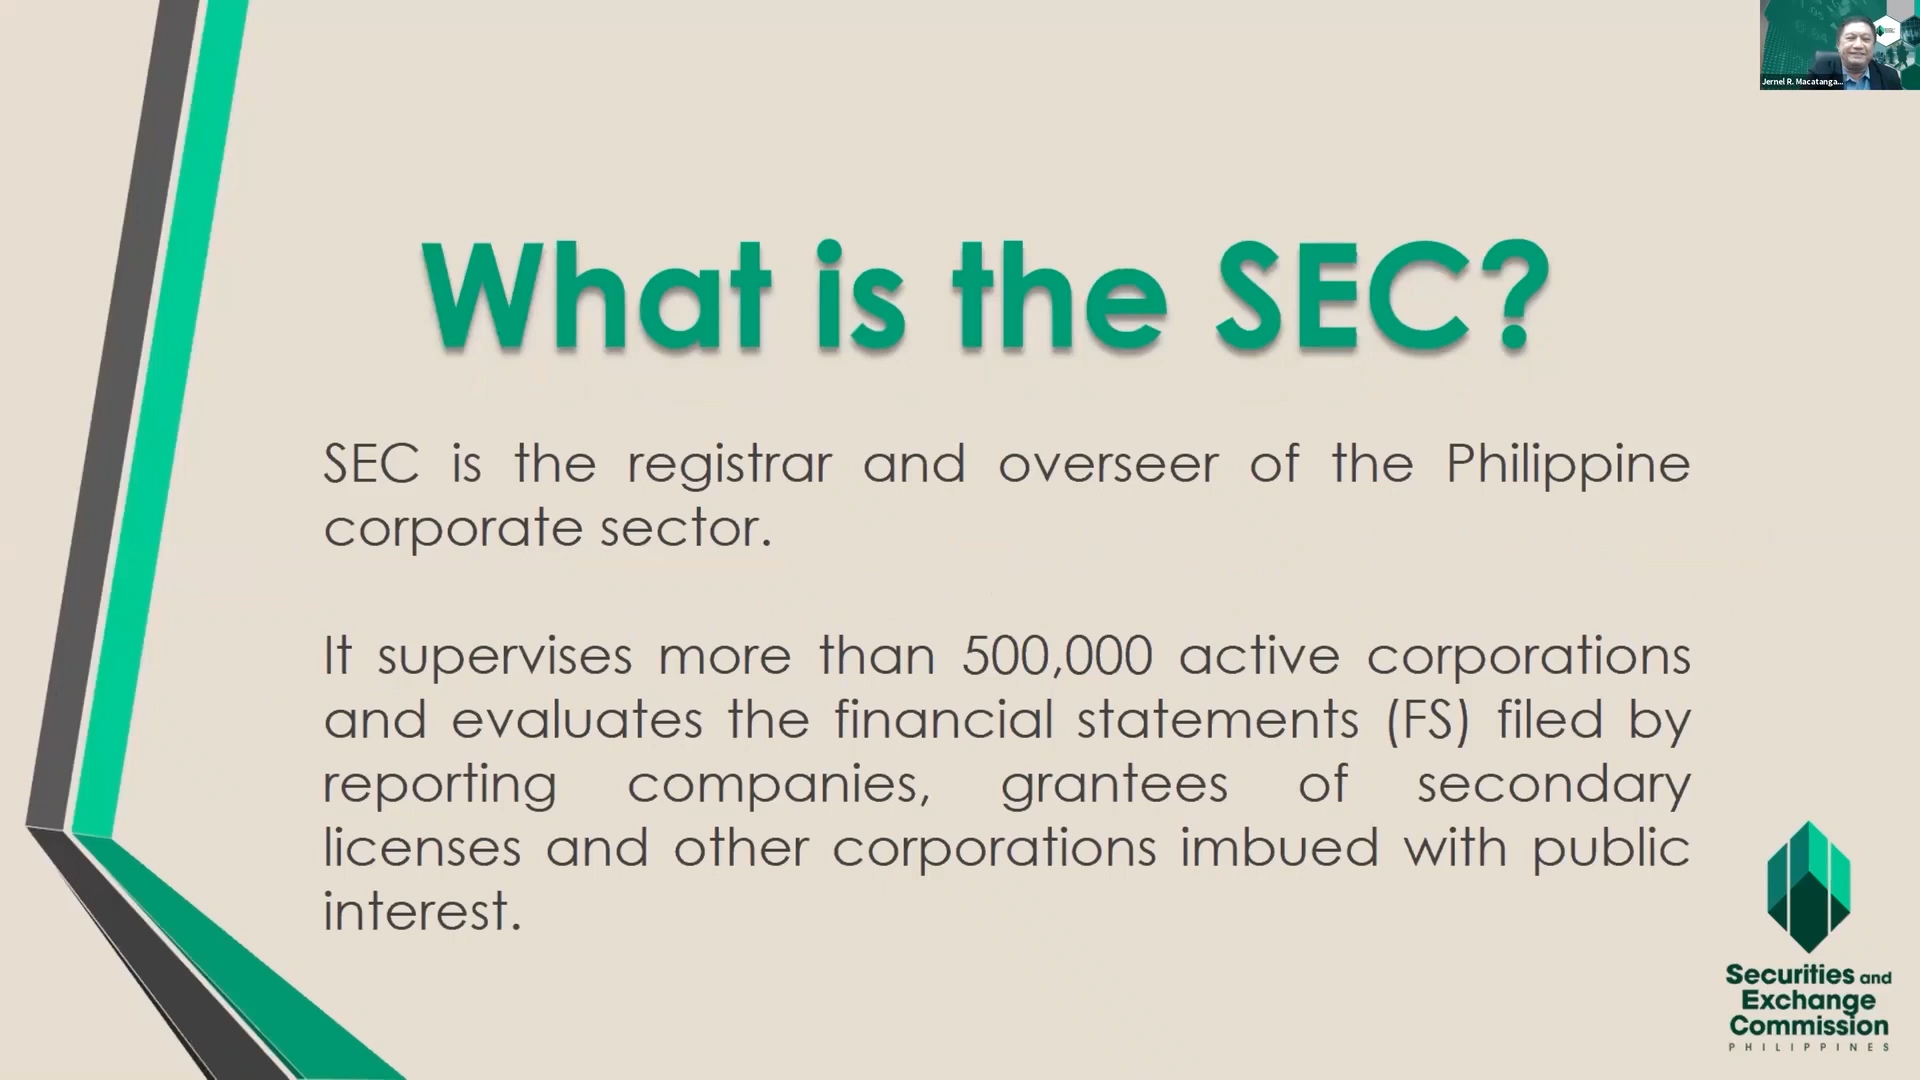 Jernel R. Macatanga...
What is the SEC?
SEC is the registrar and overseer of the Philippine
corporate sector.
It supervises more than 500,000 active corporations
and evaluates the financial statements (FS) filed by
reporting companies, grantees of secondary
licenses and other corporations imbued with public
interest.
Securities and
Exchange
Commission
PHILIPPINES